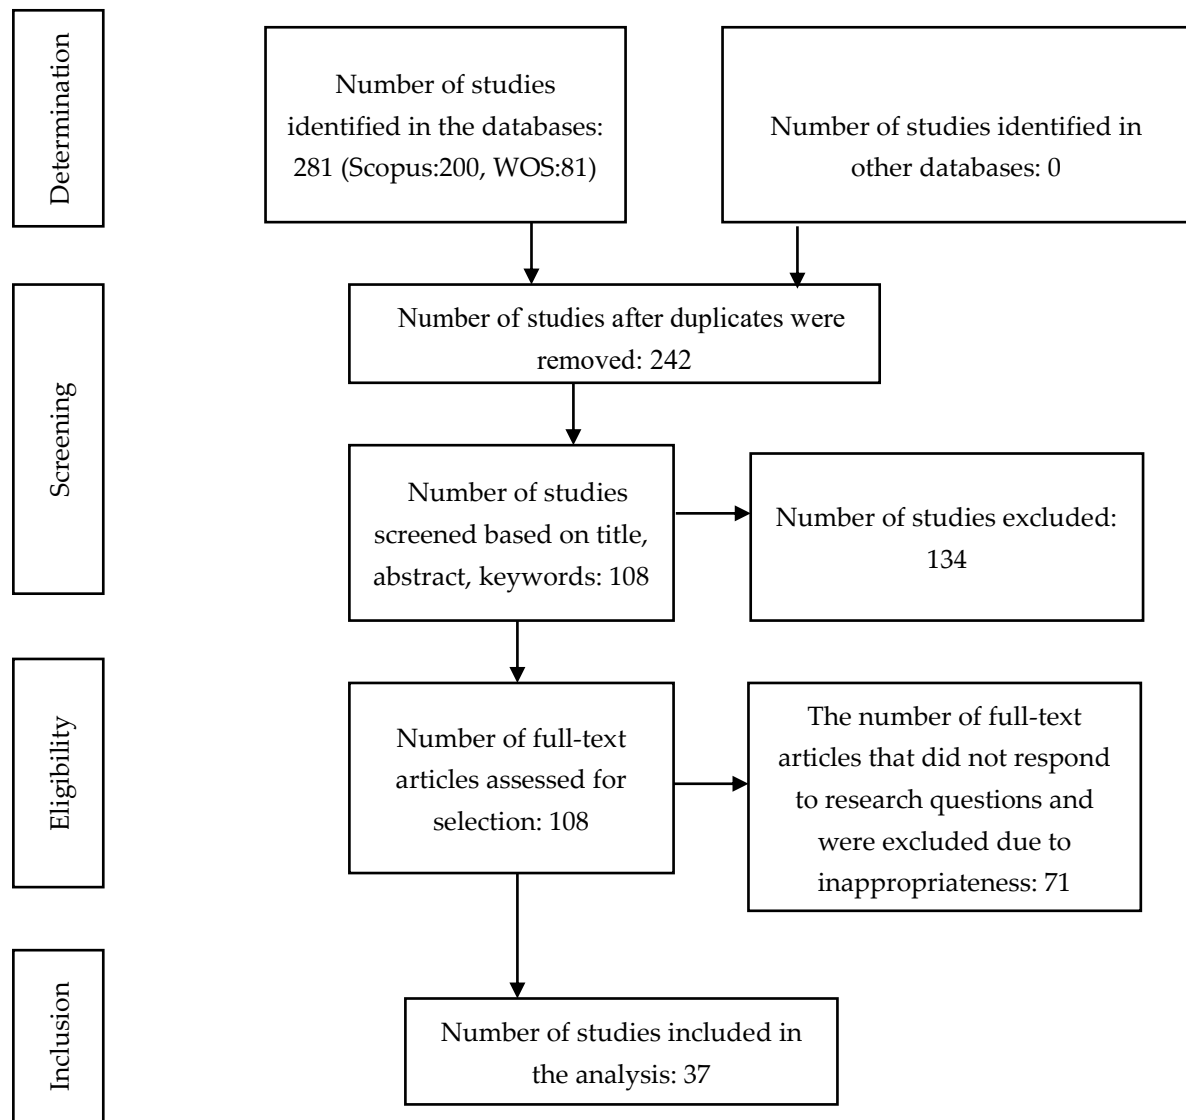 Determination
Number of studies
identified in the databases:
281 (Scopus:200, WOS:81)
Number of studies identified in
other databases: 0
Screening
Number of studies after duplicates were
removed: 242
Number of studies
screened based on title,
abstract, keywords: 108
Number of studies excluded:
134
Eligibility
Number of full-text
articles assessed for
selection: 108
The number of full-text
articles that did not respond
to research questions and
were excluded due to
inappropriateness: 71
Inclusion
Number of studies included in
the analysis: 37